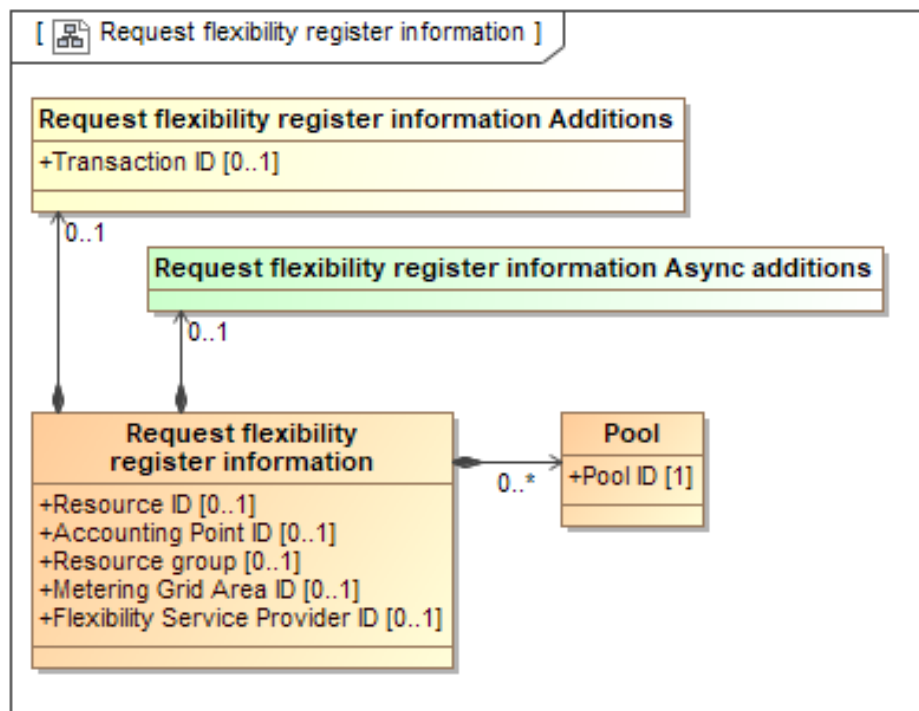 [ Request flexibility register information ]
Request flexibility register information Additions
+Transaction ID [0..1]
0..1
Request flexibility register information Async additions
0..1
Request flexibility
register information
+Resource ID [0..1]
+Accounting Point ID [0..1]
+Resource group [0..1]
+Metering Grid Area ID [0..1]
+Flexibility Service Provider ID [0..1]
0..*
Pool
+Pool ID [1]